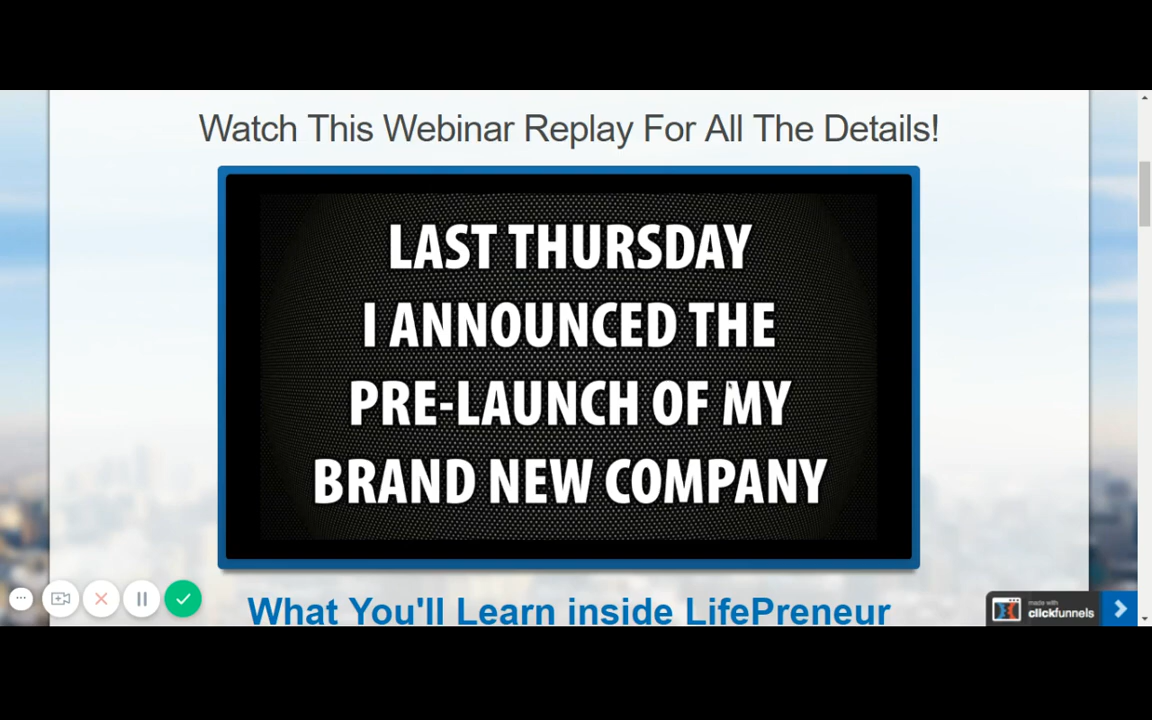 Watch This Webinar Replay For All The Details!
LAST THURSDAY
I ANNOUNCED THE
PRE-LAUNCH OF MY
BRAND NEW COMPANY
What You'll Learn inside LifePreneur
made with
clickfunnels